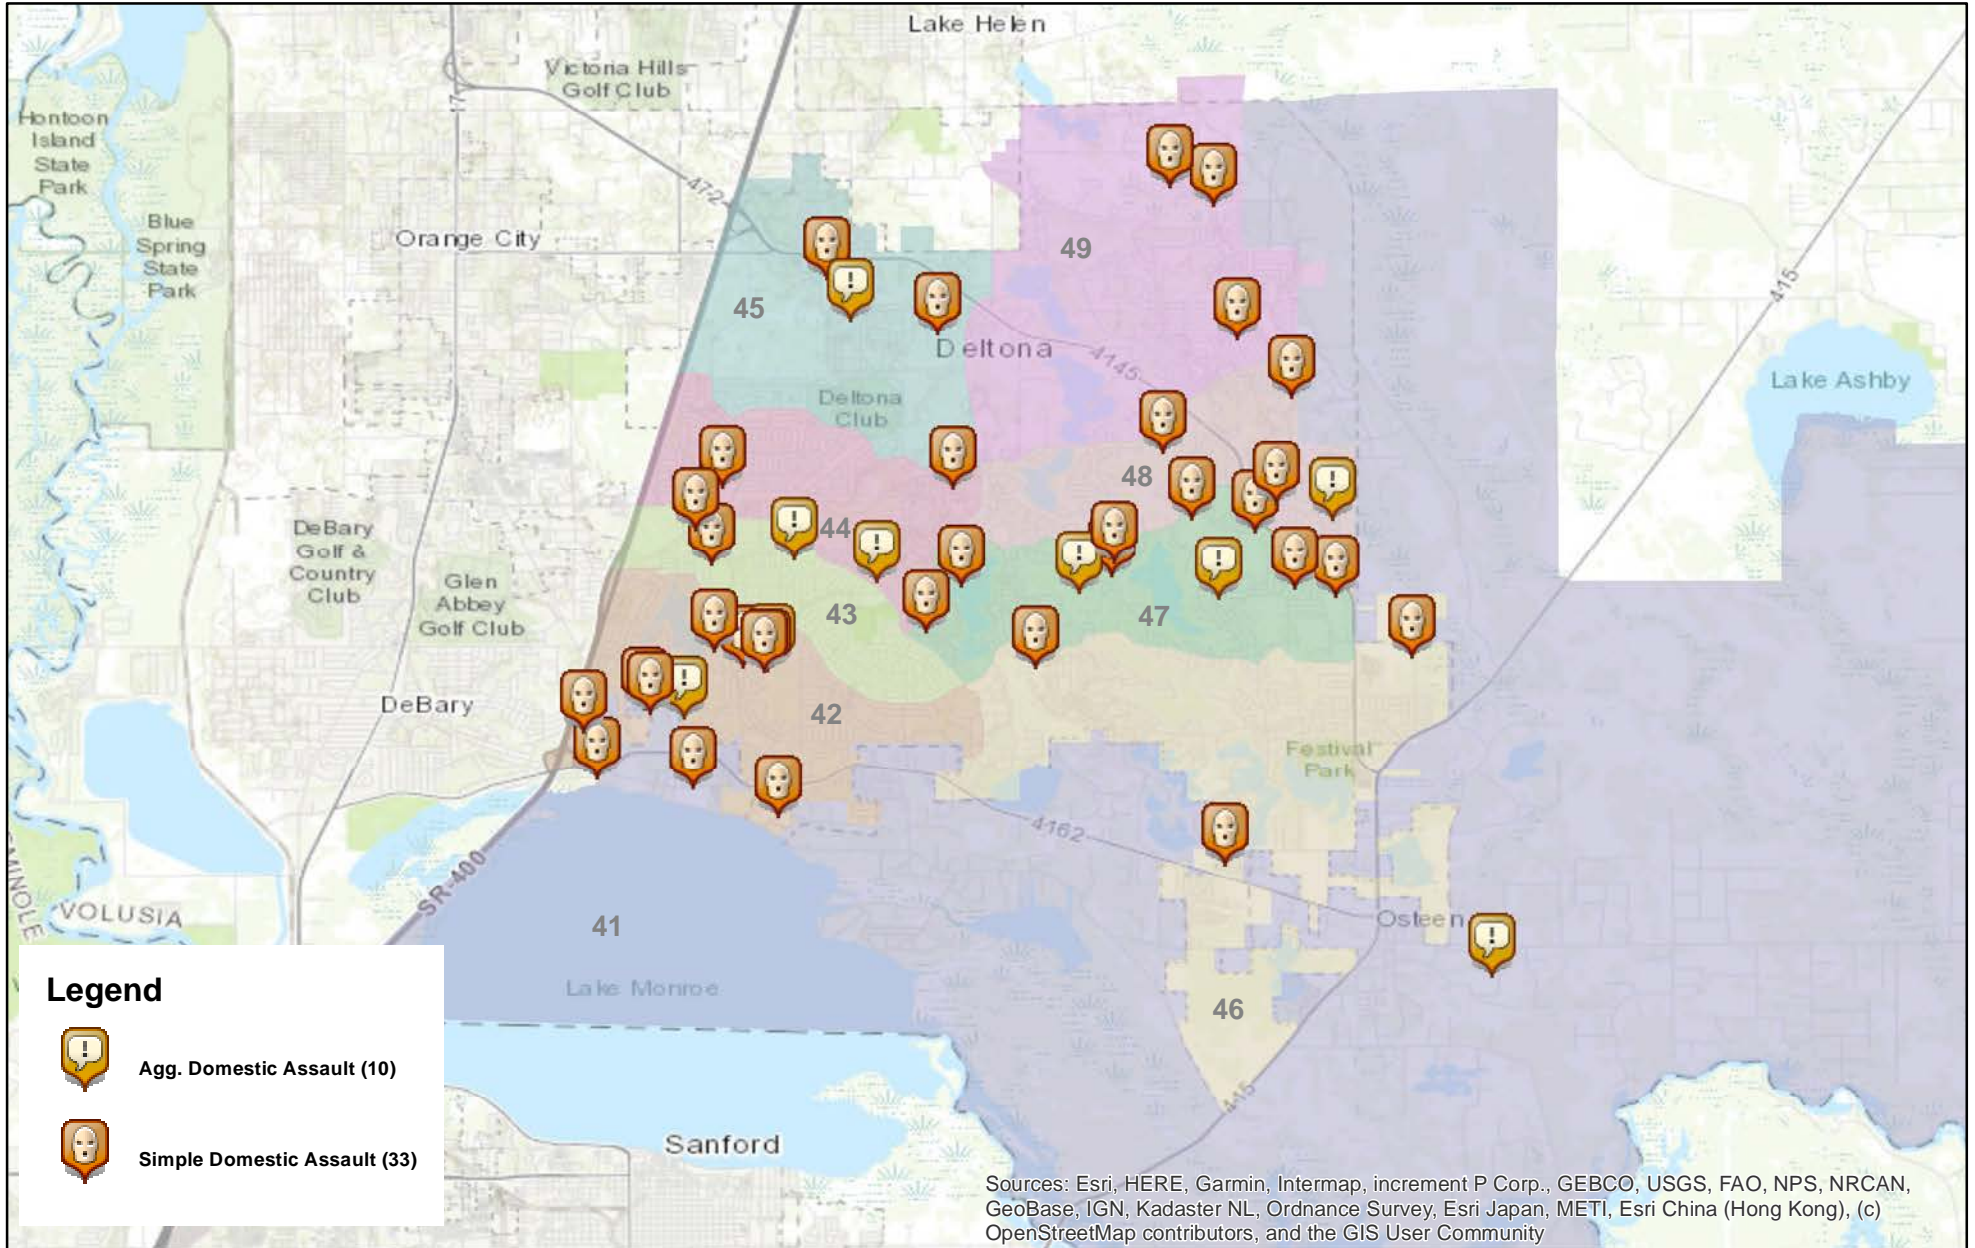 Lake Helen
Victoria Hills
Golf Club
17
Hontoon
Island
State
Park
472
Blue
Spring
State
Park
Orange City
49
45
415
Deltona
4145
Lake Ashby
Deltona
Club
48
44
DeBary
Golf &
Country
Club
Glen
Abbey
Golf Club
43
47
DeBary
42
Festival
Park
4162
SR-400
VOLUSIA
41
Osteen
Lake Monroe
46
415
Sanford
Legend
Agg. Domestic Assault (10)
Simple Domestic Assault (33)
Sources: Esri, HERE, Garmin, Intermap, increment P Corp., GEBCO, USGS, FAO, NPS, NRCAN,
GeoBase, IGN, Kadaster NL, Ordnance Survey, Esri Japan, METI, Esri China (Hong Kong), (c)
OpenStreetMap contributors, and the GIS User Community